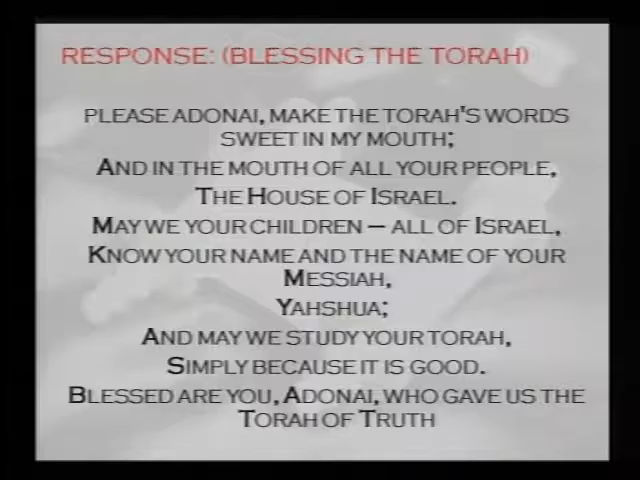 RESPONSE: (BLESSING THE TORAH)
PLEASE ADONAI, MAKE THE TORAH'S WORDS
SWEET IN MY MOUTH;
AND IN THE MOUTH OF ALL YOUR PEOPLE,
THE HOUSE OF ISRAEL.
MAY WE YOUR CHILDREN – ALL OF ISRAEL,
KNOW YOUR NAME AND THE NAME OF YOUR
MESSIAH,
YAHSHUA;
AND MAY WE STUDY YOUR TORAH,
SIMPLY BECAUSE IT IS GOOD.
BLESSED ARE YOU, ADONAI, WHO GAVE US THE
TORAH OF TRUTH